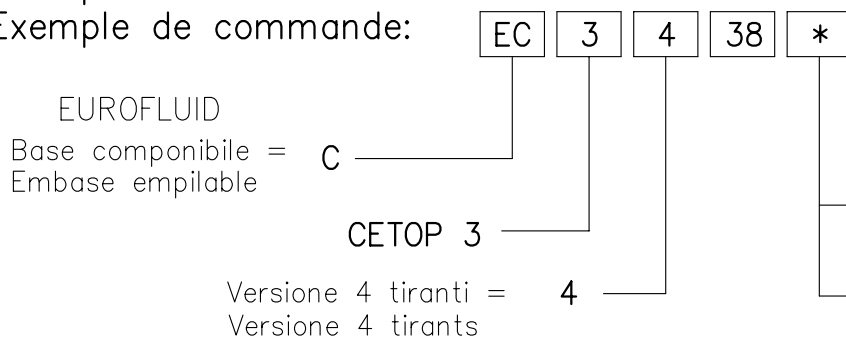 Exemple de commande: EC 3 4 38 *
EUROFLUID
Base componibile = C
Embase empilable
CETOP 3
Versione 4 tiranti = 4
Versione 4 tirants